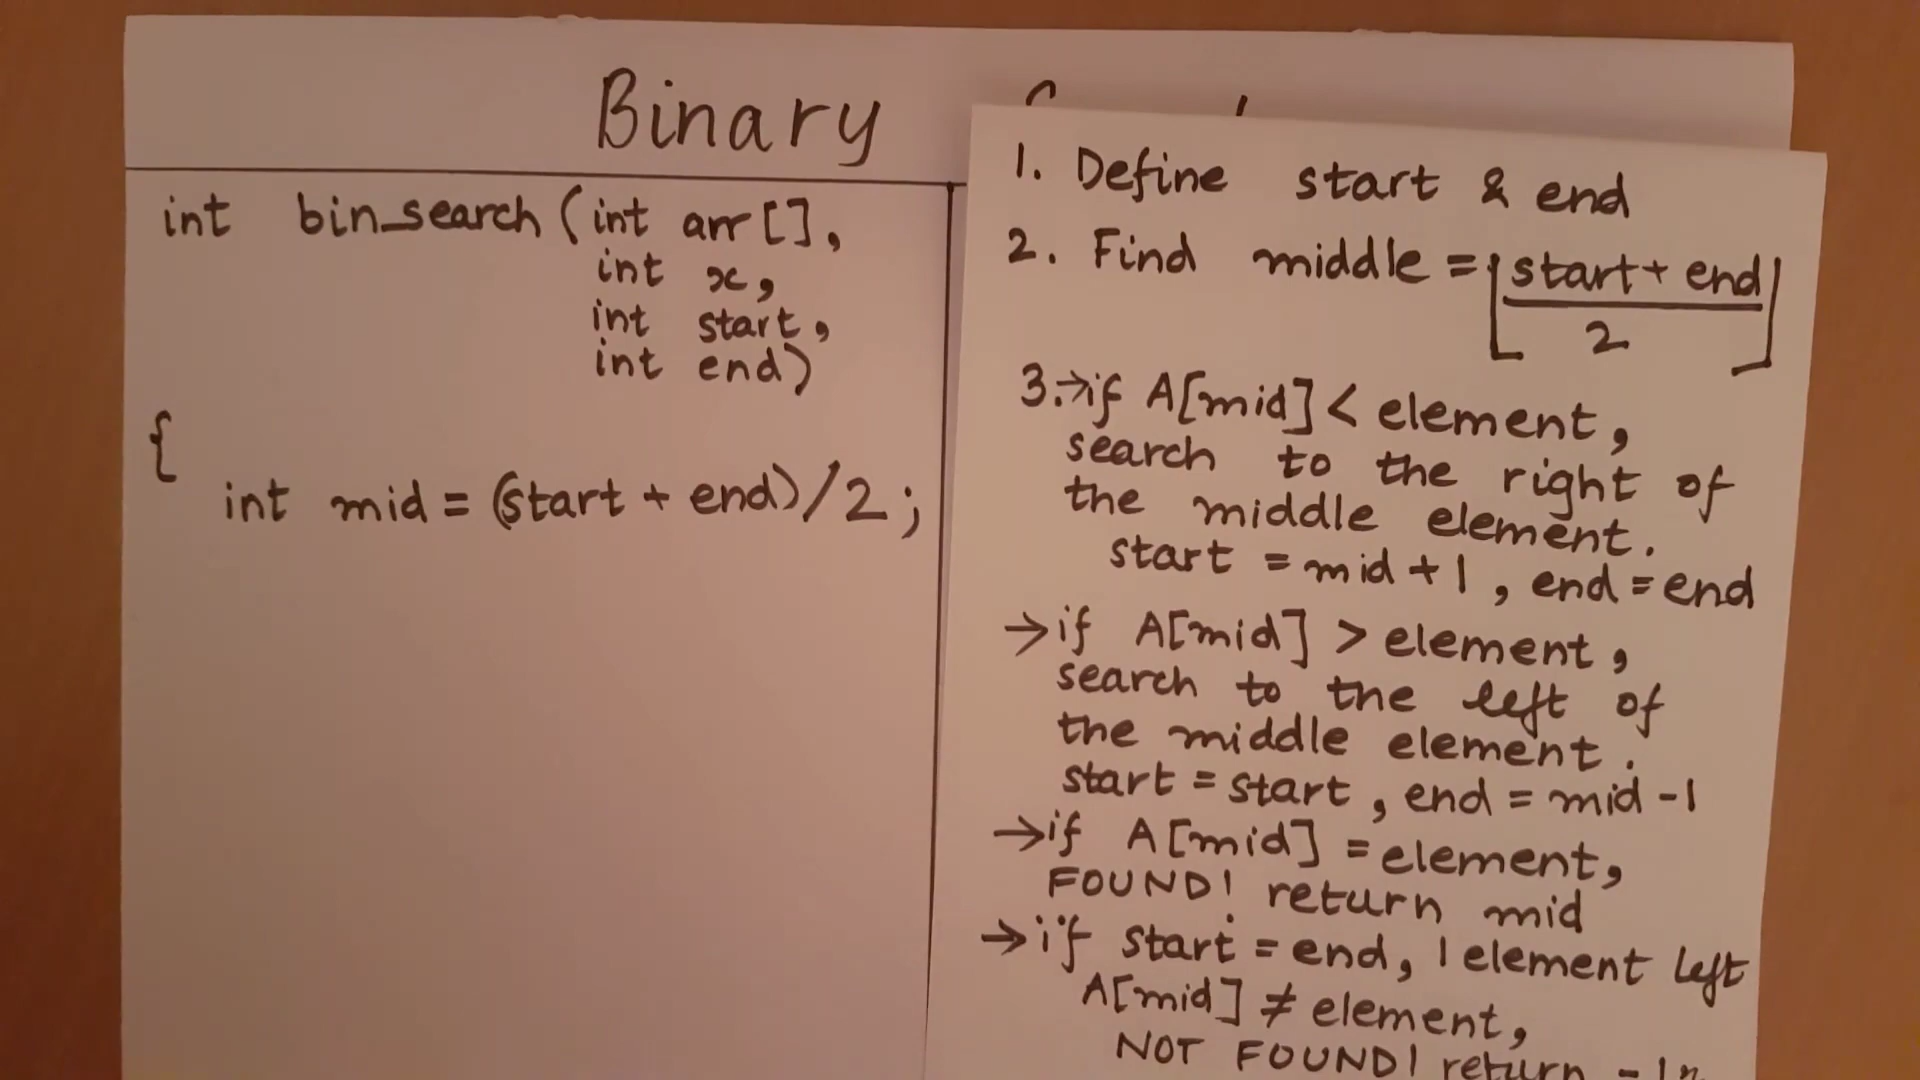 Binary
int bin_search (int arr[],
int x,
int start,
int end)
{
int mid = (start + end)/2;
1. Define start & end
2. Find middle = ⌊start + end
2⌋
3.→if A[mid] < element,
search to the right of
the middle element.
start = mid + 1, end = end
→if A[mid] > element,
search to the left of
the middle element.
start = start, end = mid - 1
→if A[mid] = element,
FOUND! return mid
→if start = end, 1 element left
A[mid] ≠ element,
NOT FOUND! return -1